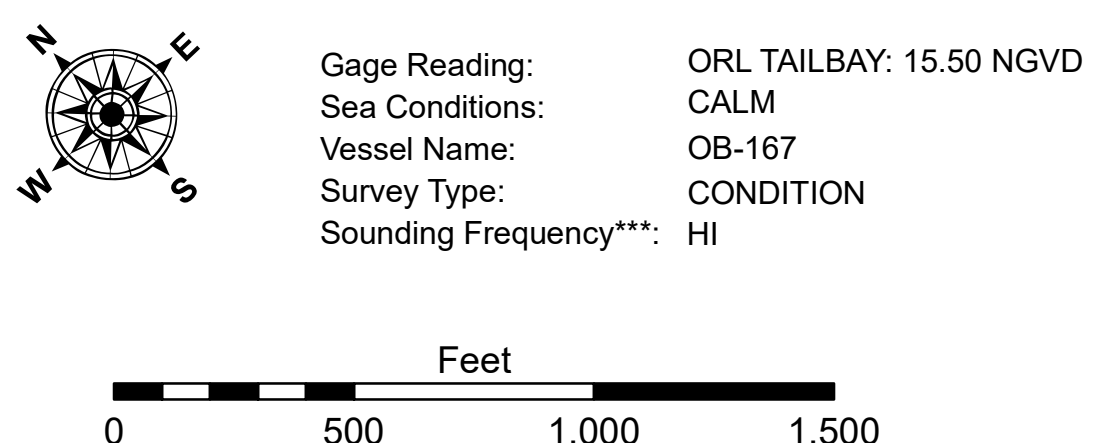 N E
W S
Gage Reading: ORL TAILBAY: 15.50 NGVD
Sea Conditions: CALM
Vessel Name: OB-167
Survey Type: CONDITION
Sounding Frequency***: HI
Feet
0 500 1,000 1,500